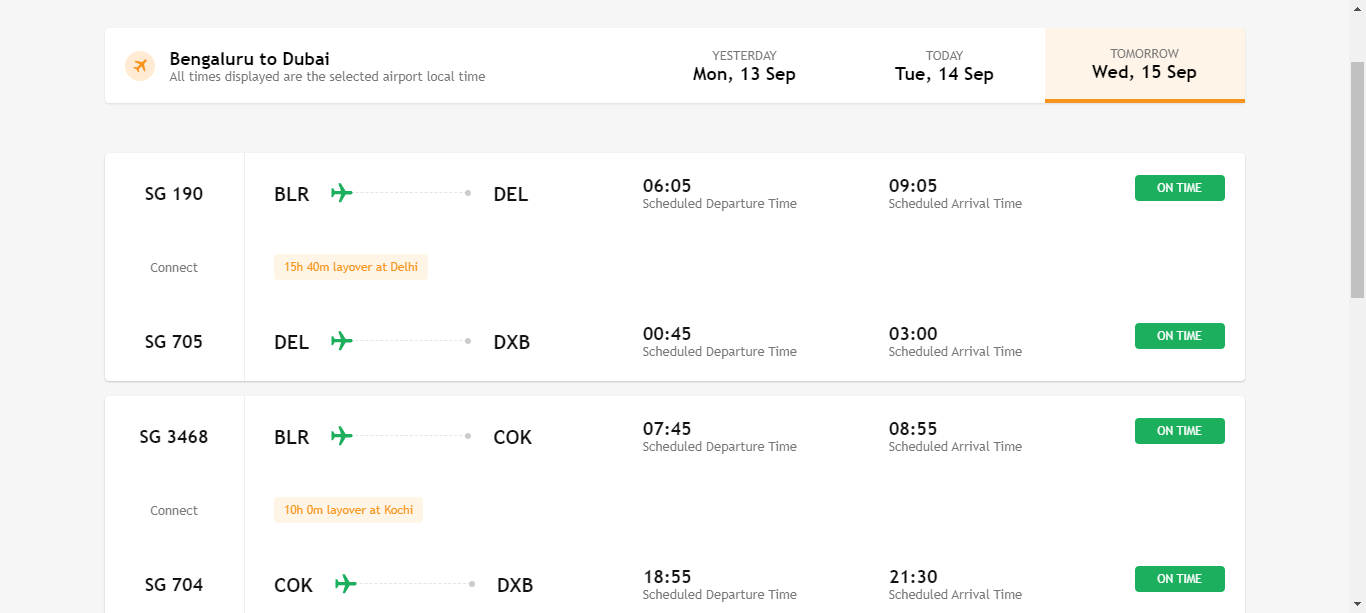 Bengaluru to Dubai
All times displayed are the selected airport local time
YESTERDAY
Mon, 13 Sep
TODAY
Tue, 14 Sep
TOMORROW
Wed, 15 Sep
SG 190
BLR
DEL
06:05
Scheduled Departure Time
09:05
Scheduled Arrival Time
ON TIME
Connect
15h 40m layover at Delhi
SG 705
DEL
DXB
00:45
Scheduled Departure Time
03:00
Scheduled Arrival Time
ON TIME
SG 3468
BLR
COK
07:45
Scheduled Departure Time
08:55
Scheduled Arrival Time
ON TIME
Connect
10h 0m layover at Kochi
SG 704
COK
DXB
18:55
Scheduled Departure Time
21:30
Scheduled Arrival Time
ON TIME